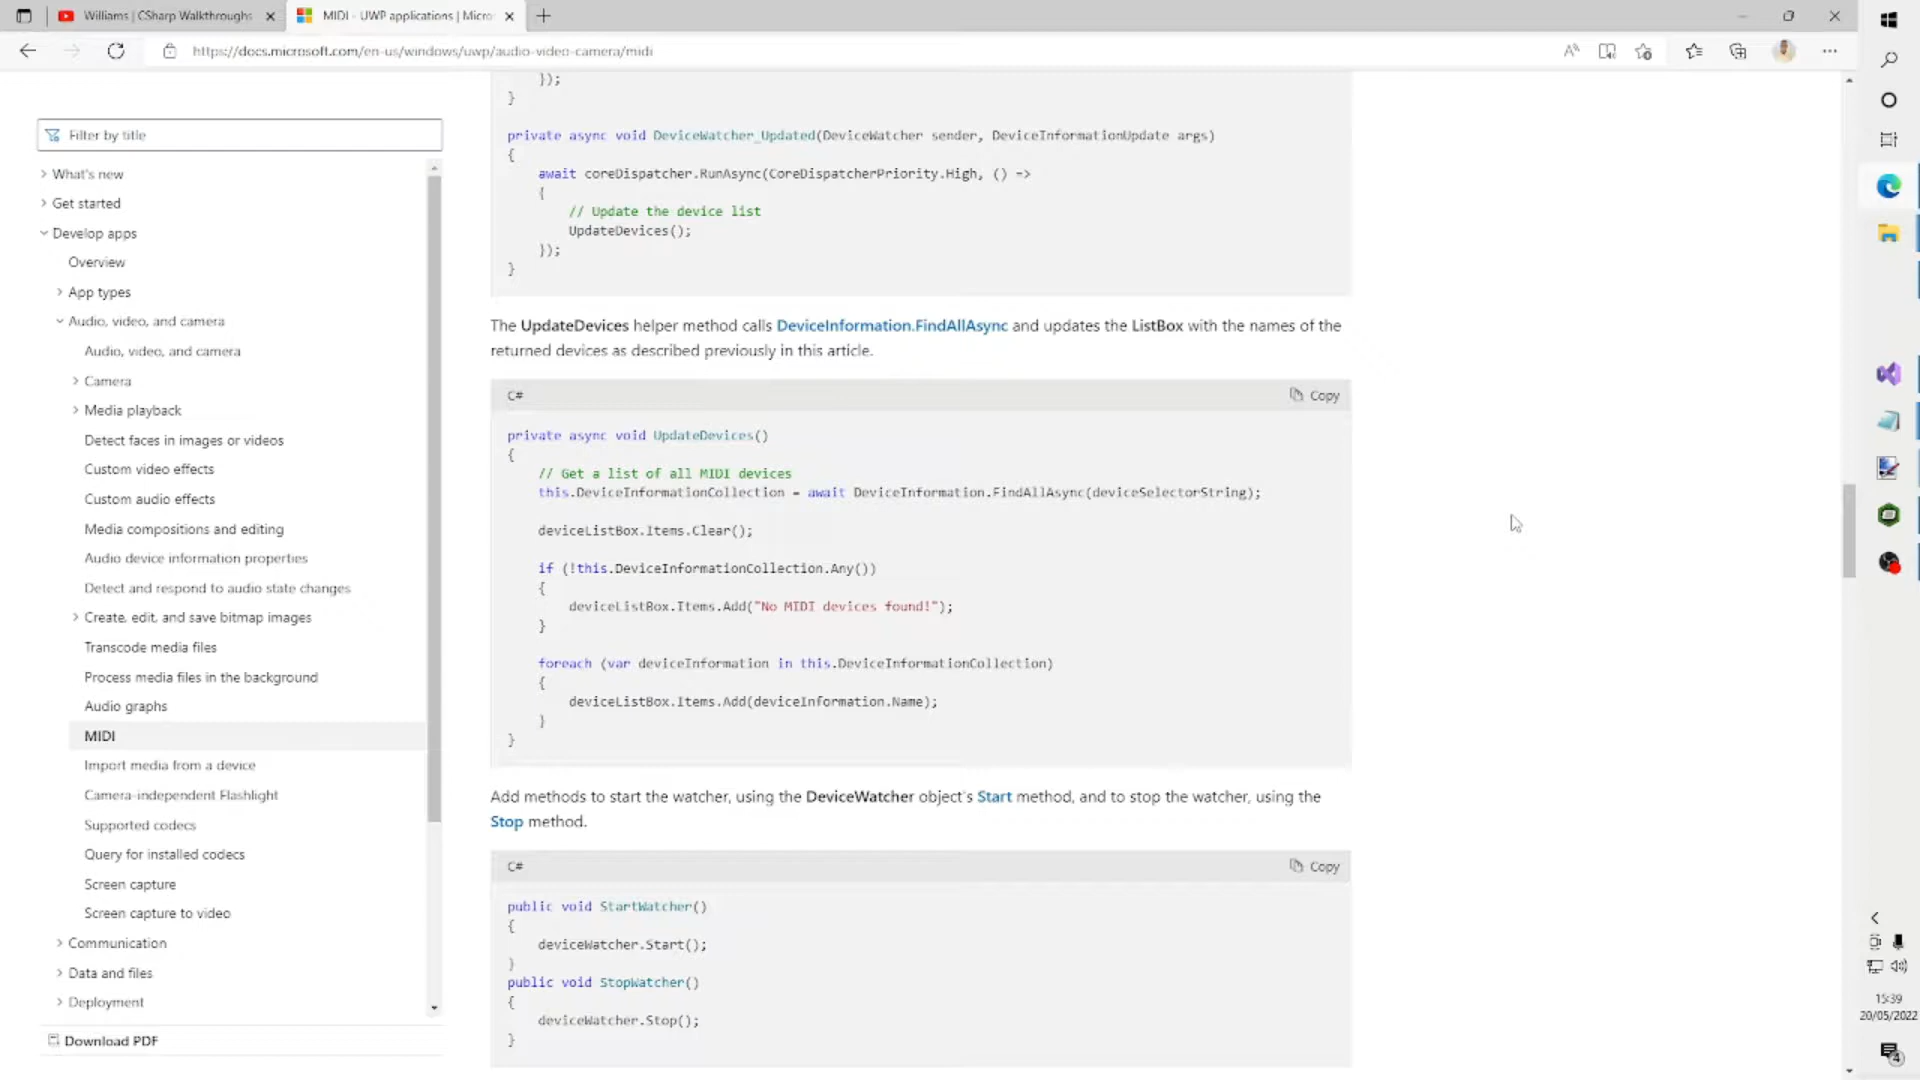 Williams | CSharp Walkthroughs
MIDI - UWP applications | Micro
https://docs.microsoft.com/en-us/windows/uwp/audio-video-camera/midi
Filter by title
What's new
Get started
Develop apps
Overview
App types
Audio, video, and camera
Audio, video, and camera
Camera
Media playback
Detect faces in images or videos
Custom video effects
Custom audio effects
Media compositions and editing
Audio device information properties
Detect and respond to audio state changes
Create, edit, and save bitmap images
Transcode media files
Process media files in the background
Audio graphs
MIDI
Import media from a device
Camera-independent Flashlight
Supported codecs
Query for installed codecs
Screen capture
Screen capture to video
Communication
Data and files
Deployment
Download PDF
});
}
private async void DeviceWatcher_Updated(DeviceWatcher sender, DeviceInformationUpdate args)
{
await coreDispatcher.RunAsync(CoreDispatcherPriority.High, () =>
{
// Update the device list
UpdateDevices();
});
}
The UpdateDevices helper method calls DeviceInformation.FindAllAsync and updates the ListBox with the names of the
returned devices as described previously in this article.
C#
Copy
private async void UpdateDevices()
{
// Get a list of all MIDI devices
this.DeviceInformationCollection = await DeviceInformation.FindAllAsync(deviceSelectorString);
deviceListBox.Items.Clear();
if (!this.DeviceInformationCollection.Any())
{
deviceListBox.Items.Add("No MIDI devices found!");
}
foreach (var deviceInformation in this.DeviceInformationCollection)
{
deviceListBox.Items.Add(deviceInformation.Name);
}
}
Add methods to start the watcher, using the DeviceWatcher object's Start method, and to stop the watcher, using the
Stop method.
C#
Copy
public void StartWatcher()
{
deviceWatcher.Start();
}
public void StopWatcher()
{
deviceWatcher.Stop();
}
15:39
20/05/2022
4